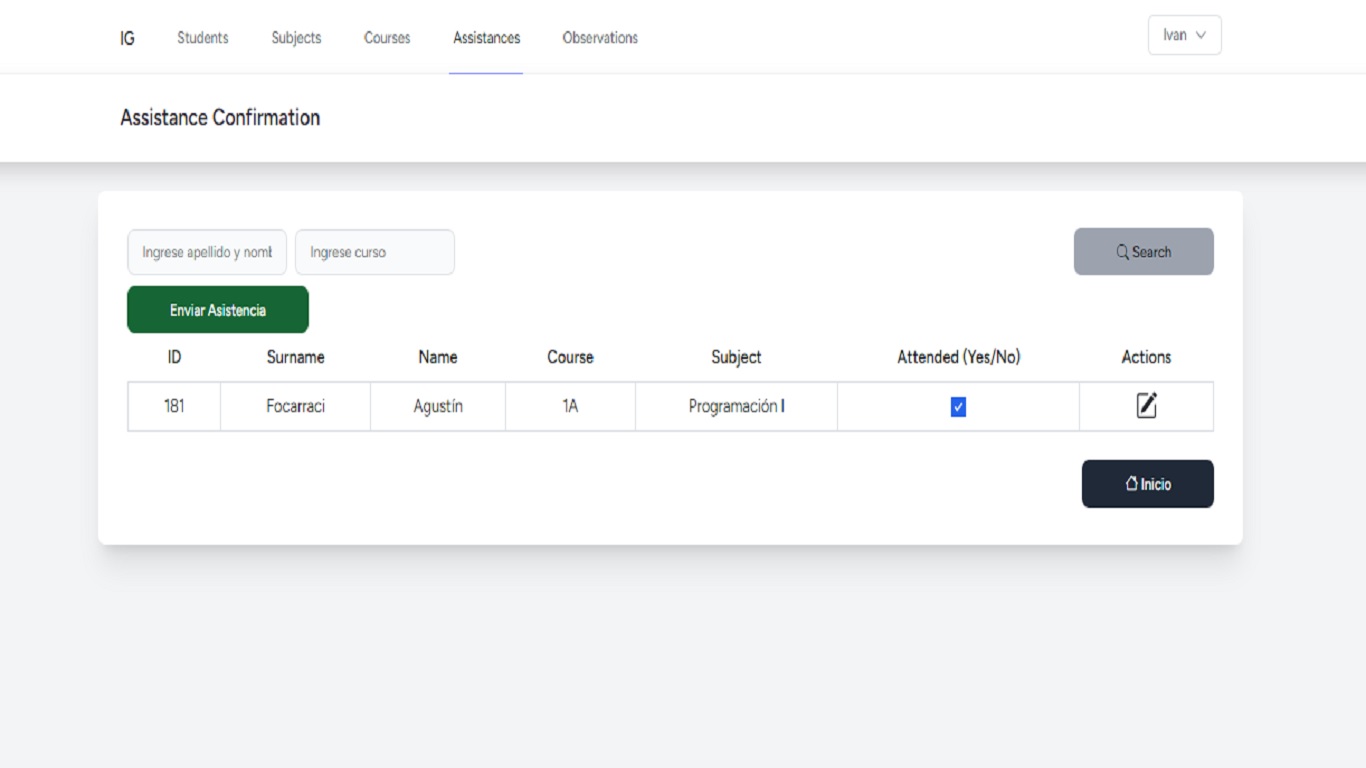 IG Students Subjects Courses Assistances Observations Ivan
Assistance Confirmation
Ingrese apellido y nomb Ingrese curso Search
Enviar Asistencia
ID Surname Name Course Subject Attended (Yes/No) Actions
181 Focarraci Agustín 1A Programación I
Inicio